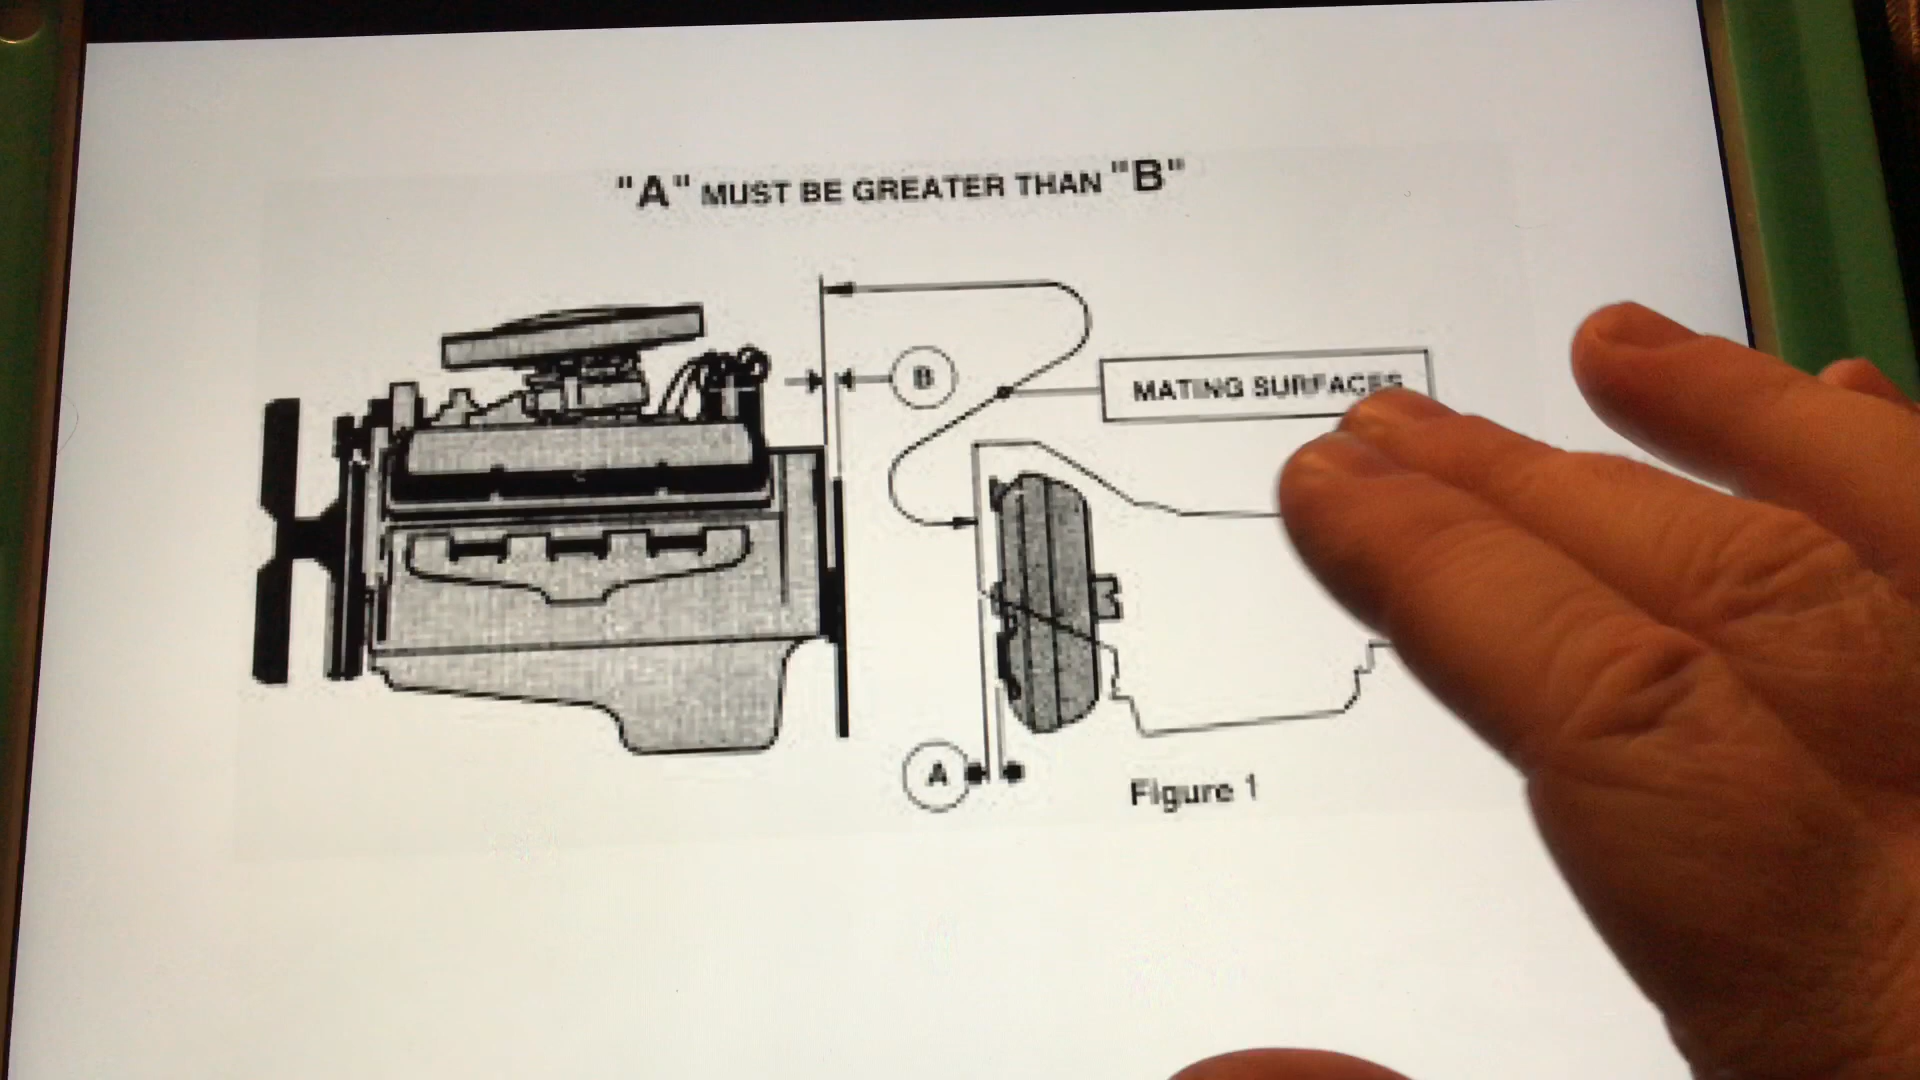 "A" MUST BE GREATER THAN "B"
B
MATING SURFACES
A
Figure 1